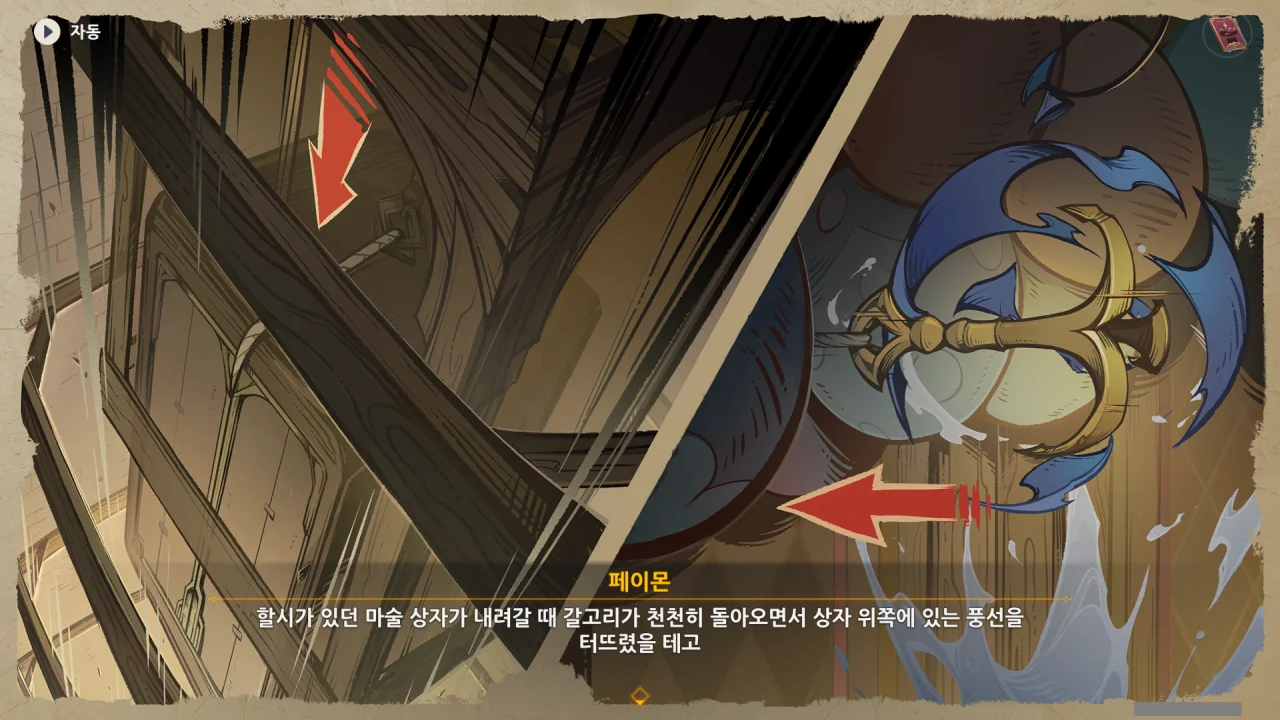 자동
페이몬
할시가 있던 마술 상자가 내려갈 때 갈고리가 천천히 돌아오면서 상자 위쪽에 있는 풍선을
터뜨렸을 테고